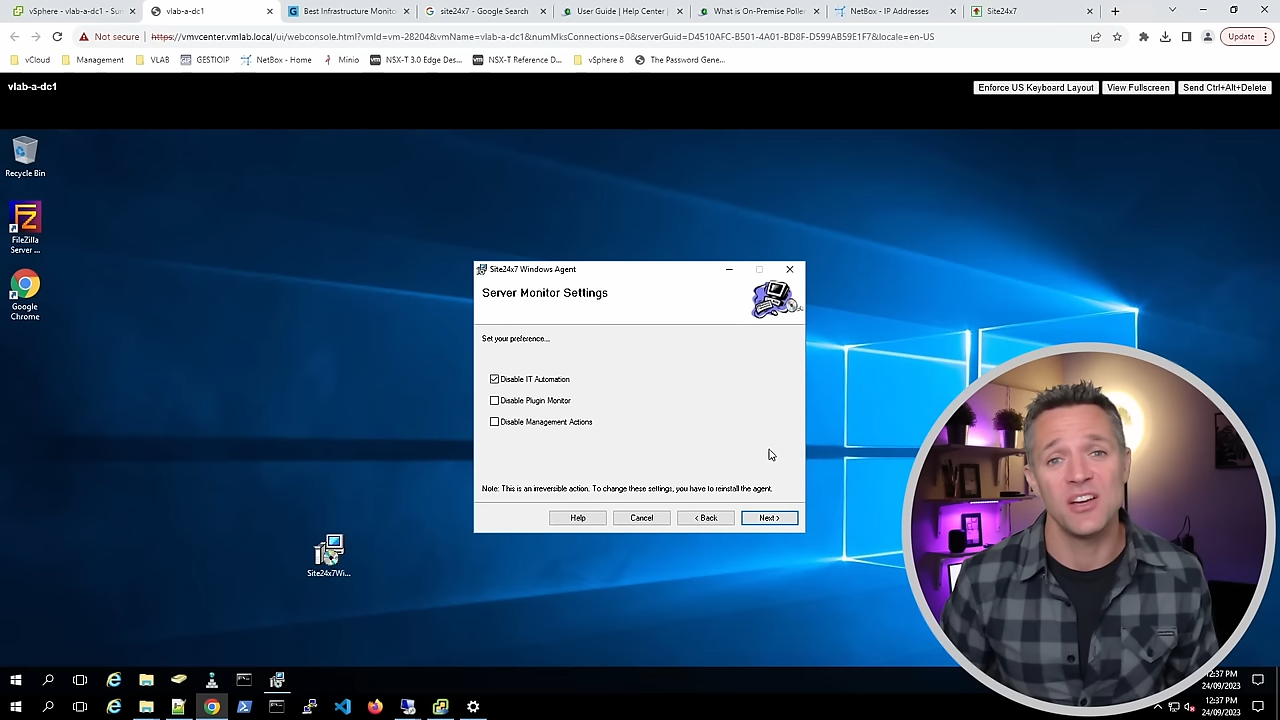 vSphere - vlab-a-dc1 - Sum
vlab-a-dc1
Best Infrastructure Monito
site24x7 - Google Search
User Guide | Help Center |
What is On-Premise Poller
NetBox - IP Addresses
Site24x7
Not secure
https://vmvcenter.vmlab.local/ui/webconsole.html?vmId=vm-28204&vmName=vlab-a-dc1&numMksConnections=0&serverGuid=D4510AFC-B501-4A01-BD8F-D599AB59E1F7&locale=en-US
Update
vCloud
Management
VLAB
GESTIOIP
NetBox - Home
Minio
NSX-T 3.0 Edge Des...
NSX-T Reference D...
vSphere 8
The Password Gene...
vlab-a-dc1
Enforce US Keyboard Layout
View Fullscreen
Send Ctrl+Alt+Delete
Recycle Bin
FileZilla
Server ...
Google
Chrome
Site24x7Wi...
Site24x7 Windows Agent
Server Monitor Settings
Set your preference...
Disable IT Automation
Disable Plugin Monitor
Disable Management Actions
Note: This is an irreversible action. To change these settings, you have to reinstall the agent.
Help
Cancel
< Back
Next >
12:37 PM
24/09/2023
12:37 PM
24/09/2023